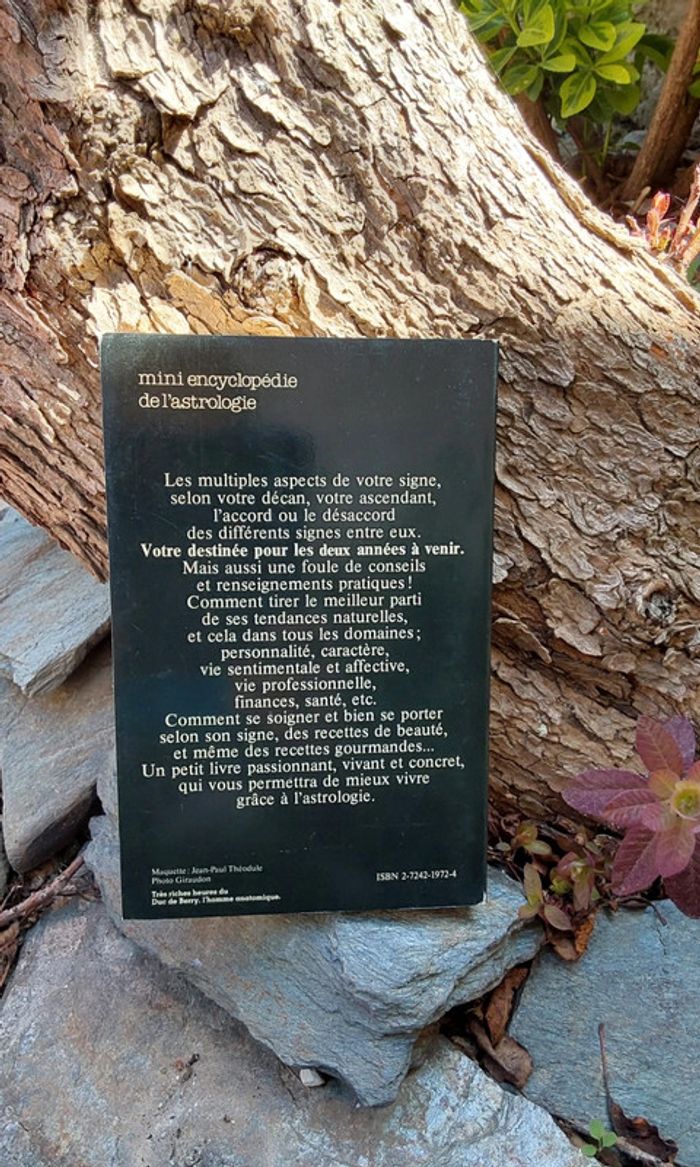 mini encyclopédie
de l'astrologie
Les multiples aspects de votre signe,
selon votre décan, votre ascendant,
l'accord ou le désaccord
des différents signes entre eux.
Votre destinée pour les deux années à venir.
Mais aussi une foule de conseils
et renseignements pratiques !
Comment tirer le meilleur parti
de ses tendances naturelles,
et cela dans tous les domaines ;
personnalité, caractère,
vie sentimentale et affective,
vie professionnelle,
finances, santé, etc.
Comment se soigner et bien se porter
selon son signe, des recettes de beauté,
et même des recettes gourmandes...
Un petit livre passionnant, vivant et concret,
qui vous permettra de mieux vivre
grâce à l'astrologie.
Maquette : Jean-Paul Théodule
Photo Giraudon
Très riches heures du
Duc de Berry. l'homme anatomique.
ISBN 2-7242-1972-4